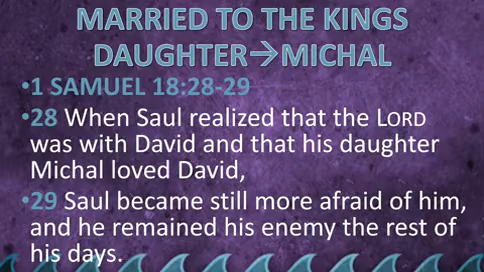 MARRIED TO THE KINGS
DAUGHTER→MICHAL
•1 SAMUEL 18:28-29
•28 When Saul realized that the LORD
was with David and that his daughter
Michal loved David,
•29 Saul became still more afraid of him,
and he remained his enemy the rest of
his days.